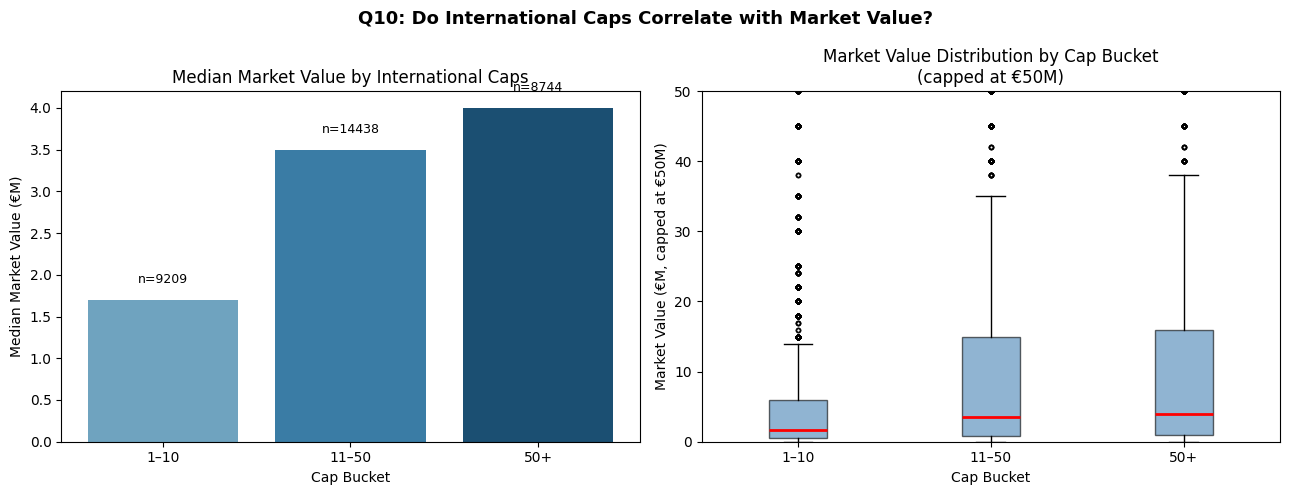 Q10: Do International Caps Correlate with Market Value?
Median Market Value by International Caps
n=8744
n=14438
n=9209
4.0
3.5
3.0
2.5
2.0
1.5
1.0
0.5
0.0
Median Market Value (€M)
1–10
11–50
50+
Cap Bucket
Market Value Distribution by Cap Bucket
(capped at €50M)
50
40
30
20
10
0
Market Value (€M, capped at €50M)
1–10
11–50
50+
Cap Bucket